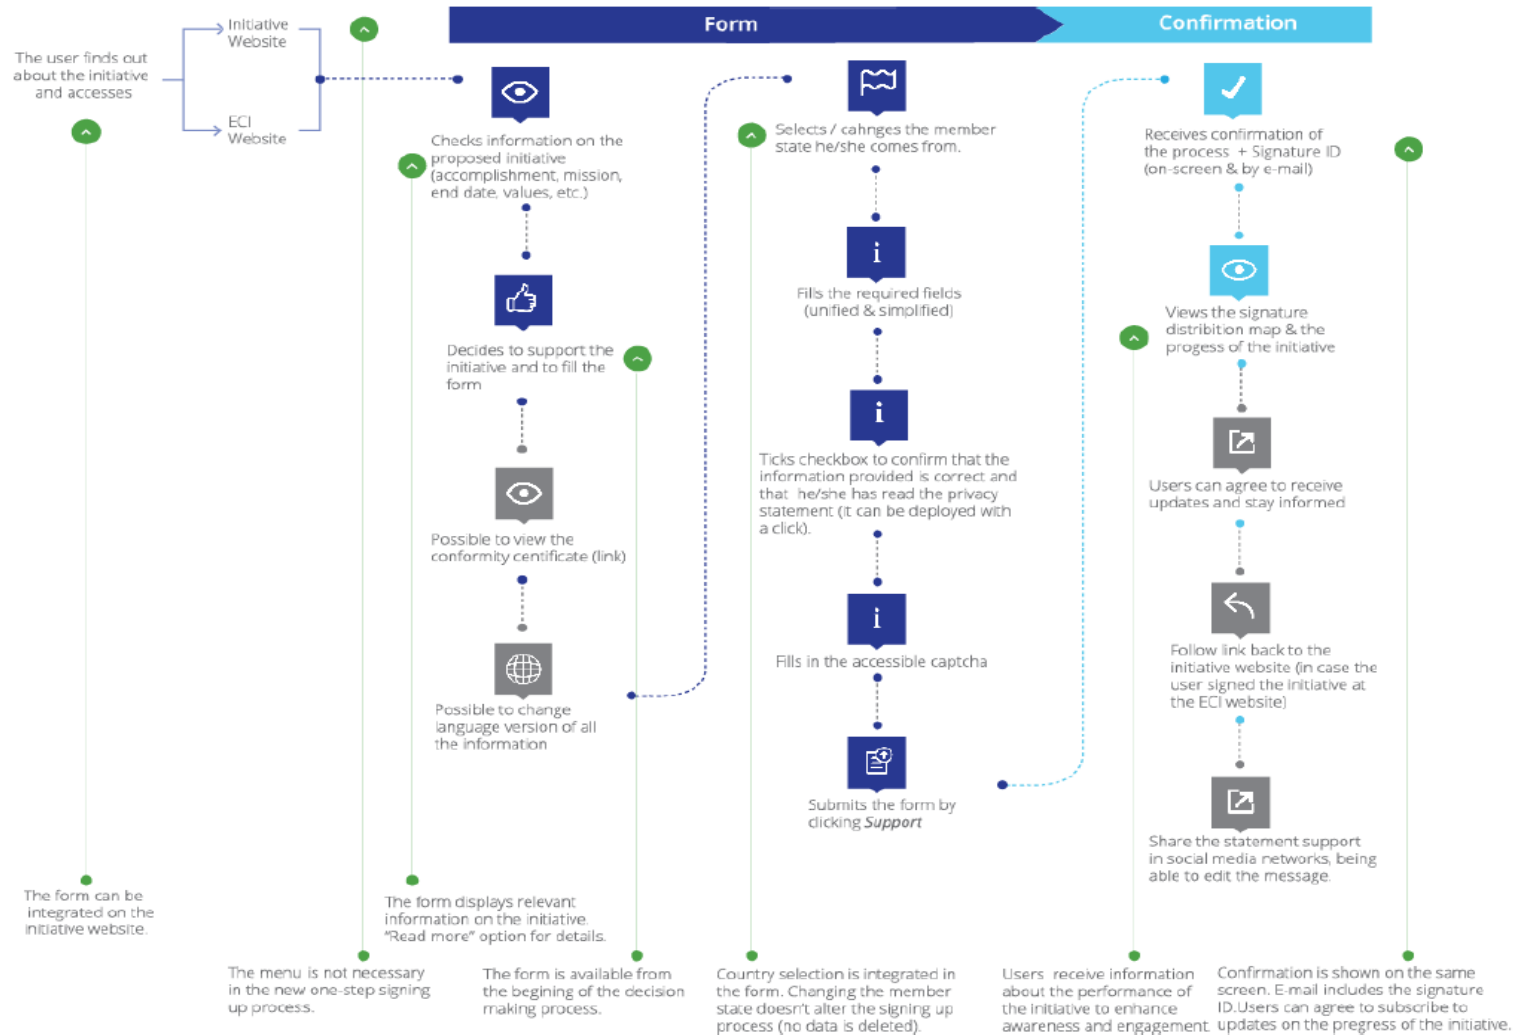 Form
Confirmation
The user finds out
about the initiative
and accesses
Initiative
Website
ECI
Website
Checks information on the
proposed initiative
(accomplishment, mission,
end date, values, etc.)
Decides to support the
initiative and to fill the
form
Possible to view the
conformity certificate (link)
Possible to change
language version of all
the information
Selects / cahnges the member
state he/she comes from.
Fills the required fields
(unified & simplified)
Ticks checkbox to confirm that the
information provided is correct and
that he/she has read the privacy
statement (it can be deployed with
a click).
Fills in the accessible captcha
Submits the form by
clicking Support
Receives confirmation of
the process + Signature ID
(on-screen & by e-mail)
Views the signature
distribition map & the
progess of the initiative
Users can agree to receive
updates and stay informed
Follow link back to the
initiative website (in case the
user signed the initiative at
the ECI website)
Share the statement support
in social media networks, being
able to edit the message.
The form can be
integrated on the
initiative website.
The menu is not necessary
in the new one-step signing
up process.
The form displays relevant
information on the initiative.
"Read more" option for details.
The form is available from
the begining of the decision
making process.
Country selection is integrated in
the form. Changing the member
state doesn't alter the signing up
process (no data is deleted).
Users receive information
about the performance of
the initiative to enhance
awareness and engagement
Confirmation is shown on the same
screen. E-mail includes the signature
ID.Users can agree to subscribe to
updates on the pregress of the initiative.